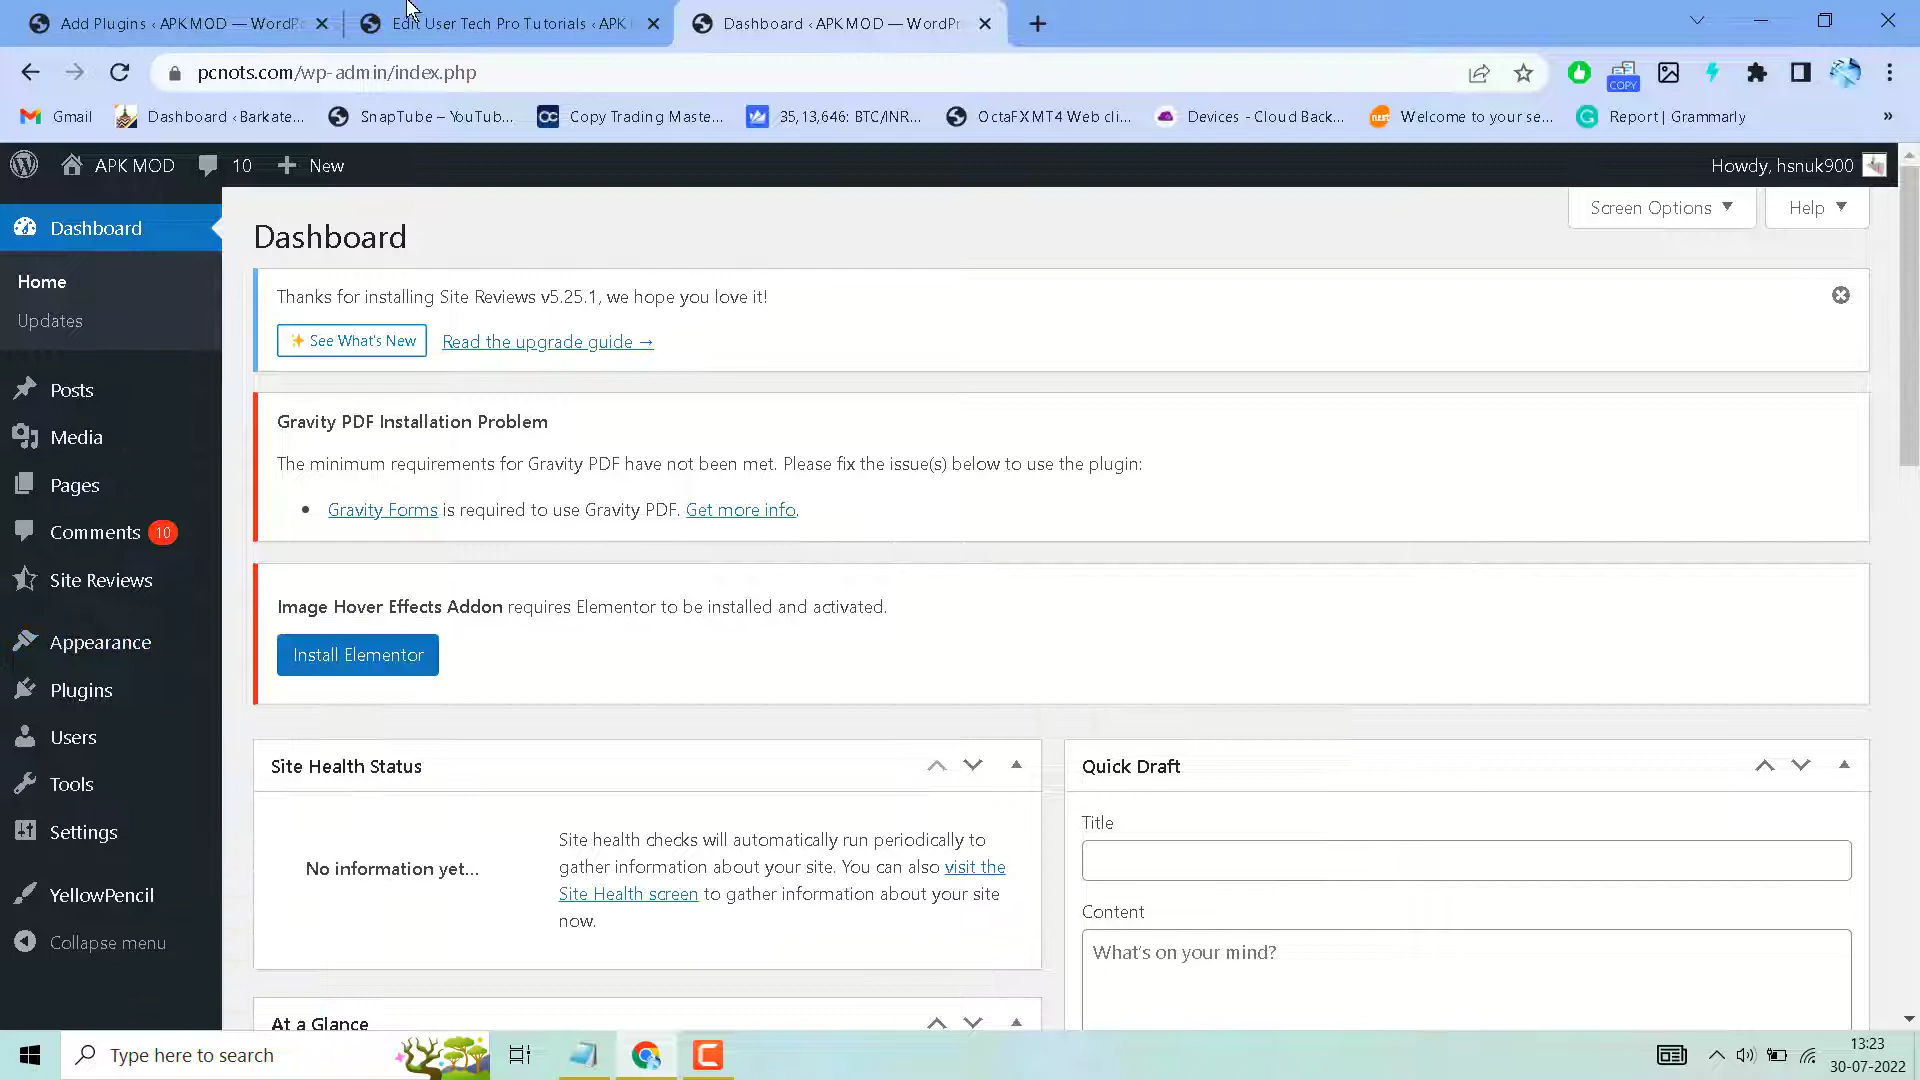 Add Plugins ‹ APK MOD — WordPr
Edit User Tech Pro Tutorials ‹ APK
Dashboard ‹ APK MOD — WordPr
pcnots.com/wp-admin/index.php
COPY
Gmail
Dashboard ‹ Barkate...
SnapTube – YouTub...
CC
Copy Trading Maste...
35,13,646: BTC/INR...
OctaFX MT4 Web cli...
Devices - Cloud Back...
Welcome to your se...
Report | Grammarly
»
APK MOD
10
New
Howdy, hsnuk900
Screen Options
Help
Dashboard
Home
Updates
Posts
Media
Pages
Comments 10
Site Reviews
Appearance
Plugins
Users
Tools
Settings
YellowPencil
Collapse menu
Dashboard
Thanks for installing Site Reviews v5.25.1, we hope you love it!
✨ See What's New
Read the upgrade guide →
Gravity PDF Installation Problem
The minimum requirements for Gravity PDF have not been met. Please fix the issue(s) below to use the plugin:
• Gravity Forms is required to use Gravity PDF. Get more info.
Image Hover Effects Addon requires Elementor to be installed and activated.
Install Elementor
Site Health Status
No information yet...
Site health checks will automatically run periodically to
gather information about your site. You can also visit the
Site Health screen to gather information about your site
now.
At a Glance
Quick Draft
Title
Content
What's on your mind?
Type here to search
13:23
30-07-2022